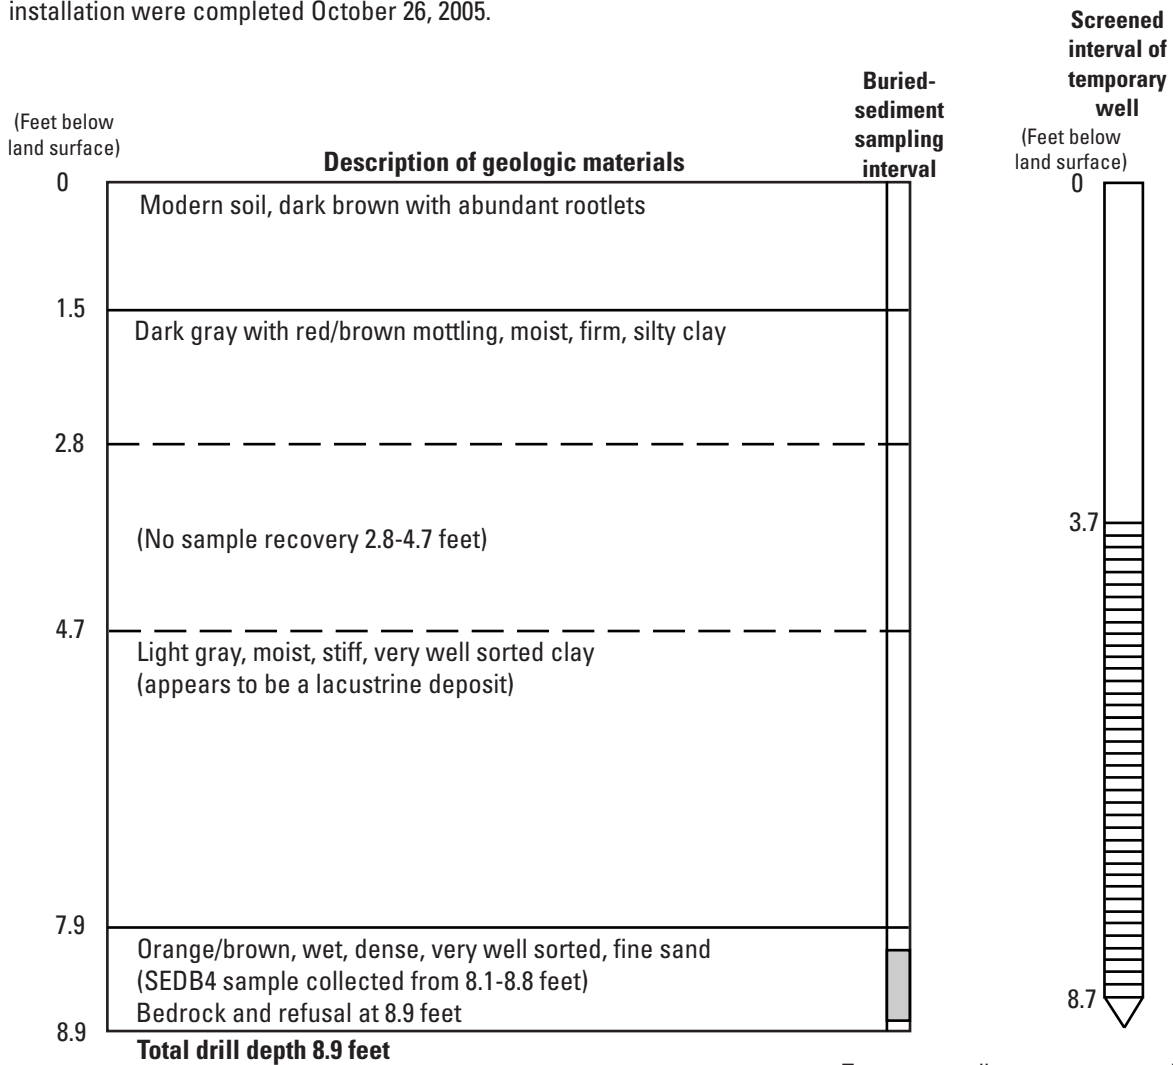 installation were completed October 26, 2005.
Screened
interval of
temporary
well
(Feet below
land surface)
Buried-
sediment
sampling
interval
(Feet below
land surface)
Description of geologic materials
0
0
Modern soil, dark brown with abundant rootlets
1.5
Dark gray with red/brown mottling, moist, firm, silty clay
2.8
3.7
(No sample recovery 2.8-4.7 feet)
4.7
Light gray, moist, stiff, very well sorted clay
(appears to be a lacustrine deposit)
7.9
Orange/brown, wet, dense, very well sorted, fine sand
(SEDB4 sample collected from 8.1-8.8 feet)
8.7
Bedrock and refusal at 8.9 feet
8.9
Total drill depth 8.9 feet